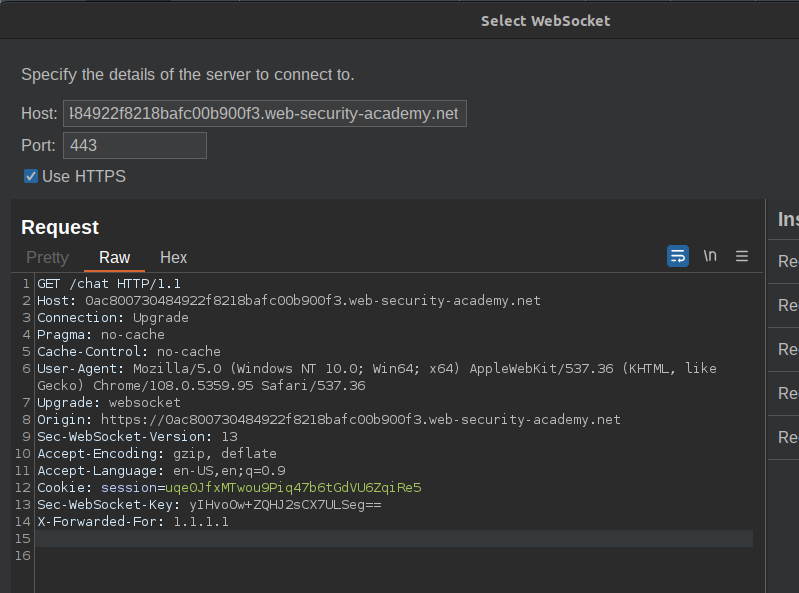 Select WebSocket
Specify the details of the server to connect to.
Host: 484922f8218bafc00b900f3.web-security-academy.net
Port: 443
Use HTTPS
Request
Ins
Pretty Raw Hex \n
Re
1 GET /chat HTTP/1.1
2 Host: 0ac800730484922f8218bafc00b900f3.web-security-academy.net
3 Connection: Upgrade
Re
4 Pragma: no-cache
5 Cache-Control: no-cache
Re
6 User-Agent: Mozilla/5.0 (Windows NT 10.0; Win64; x64) AppleWebKit/537.36 (KHTML, like
Gecko) Chrome/108.0.5359.95 Safari/537.36
Re
7 Upgrade: websocket
8 Origin: https://0ac800730484922f8218bafc00b900f3.web-security-academy.net
9 Sec-WebSocket-Version: 13
Re
10 Accept-Encoding: gzip, deflate
11 Accept-Language: en-US,en;q=0.9
12 Cookie: session=uqe0JfxMTwou9Piq47b6tGdVU6ZqiRe5
13 Sec-WebSocket-Key: yIHvoOw+ZQHJ2sCX7ULSeg==
14 X-Forwarded-For: 1.1.1.1
15
16